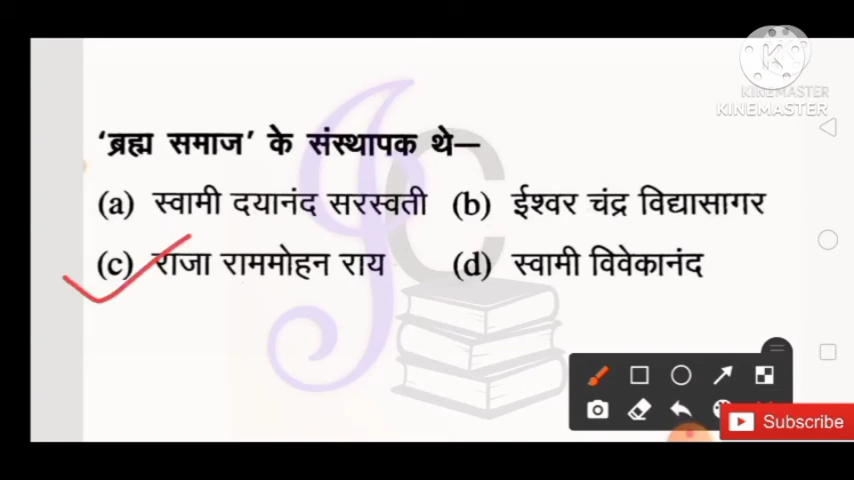 KINEMASTER
KINEMASTER
'ब्रह्म समाज' के संस्थापक थे—
(a) स्वामी दयानंद सरस्वती (b) ईश्वर चंद्र विद्यासागर
(c) राजा राममोहन राय (d) स्वामी विवेकानंद
Subscribe